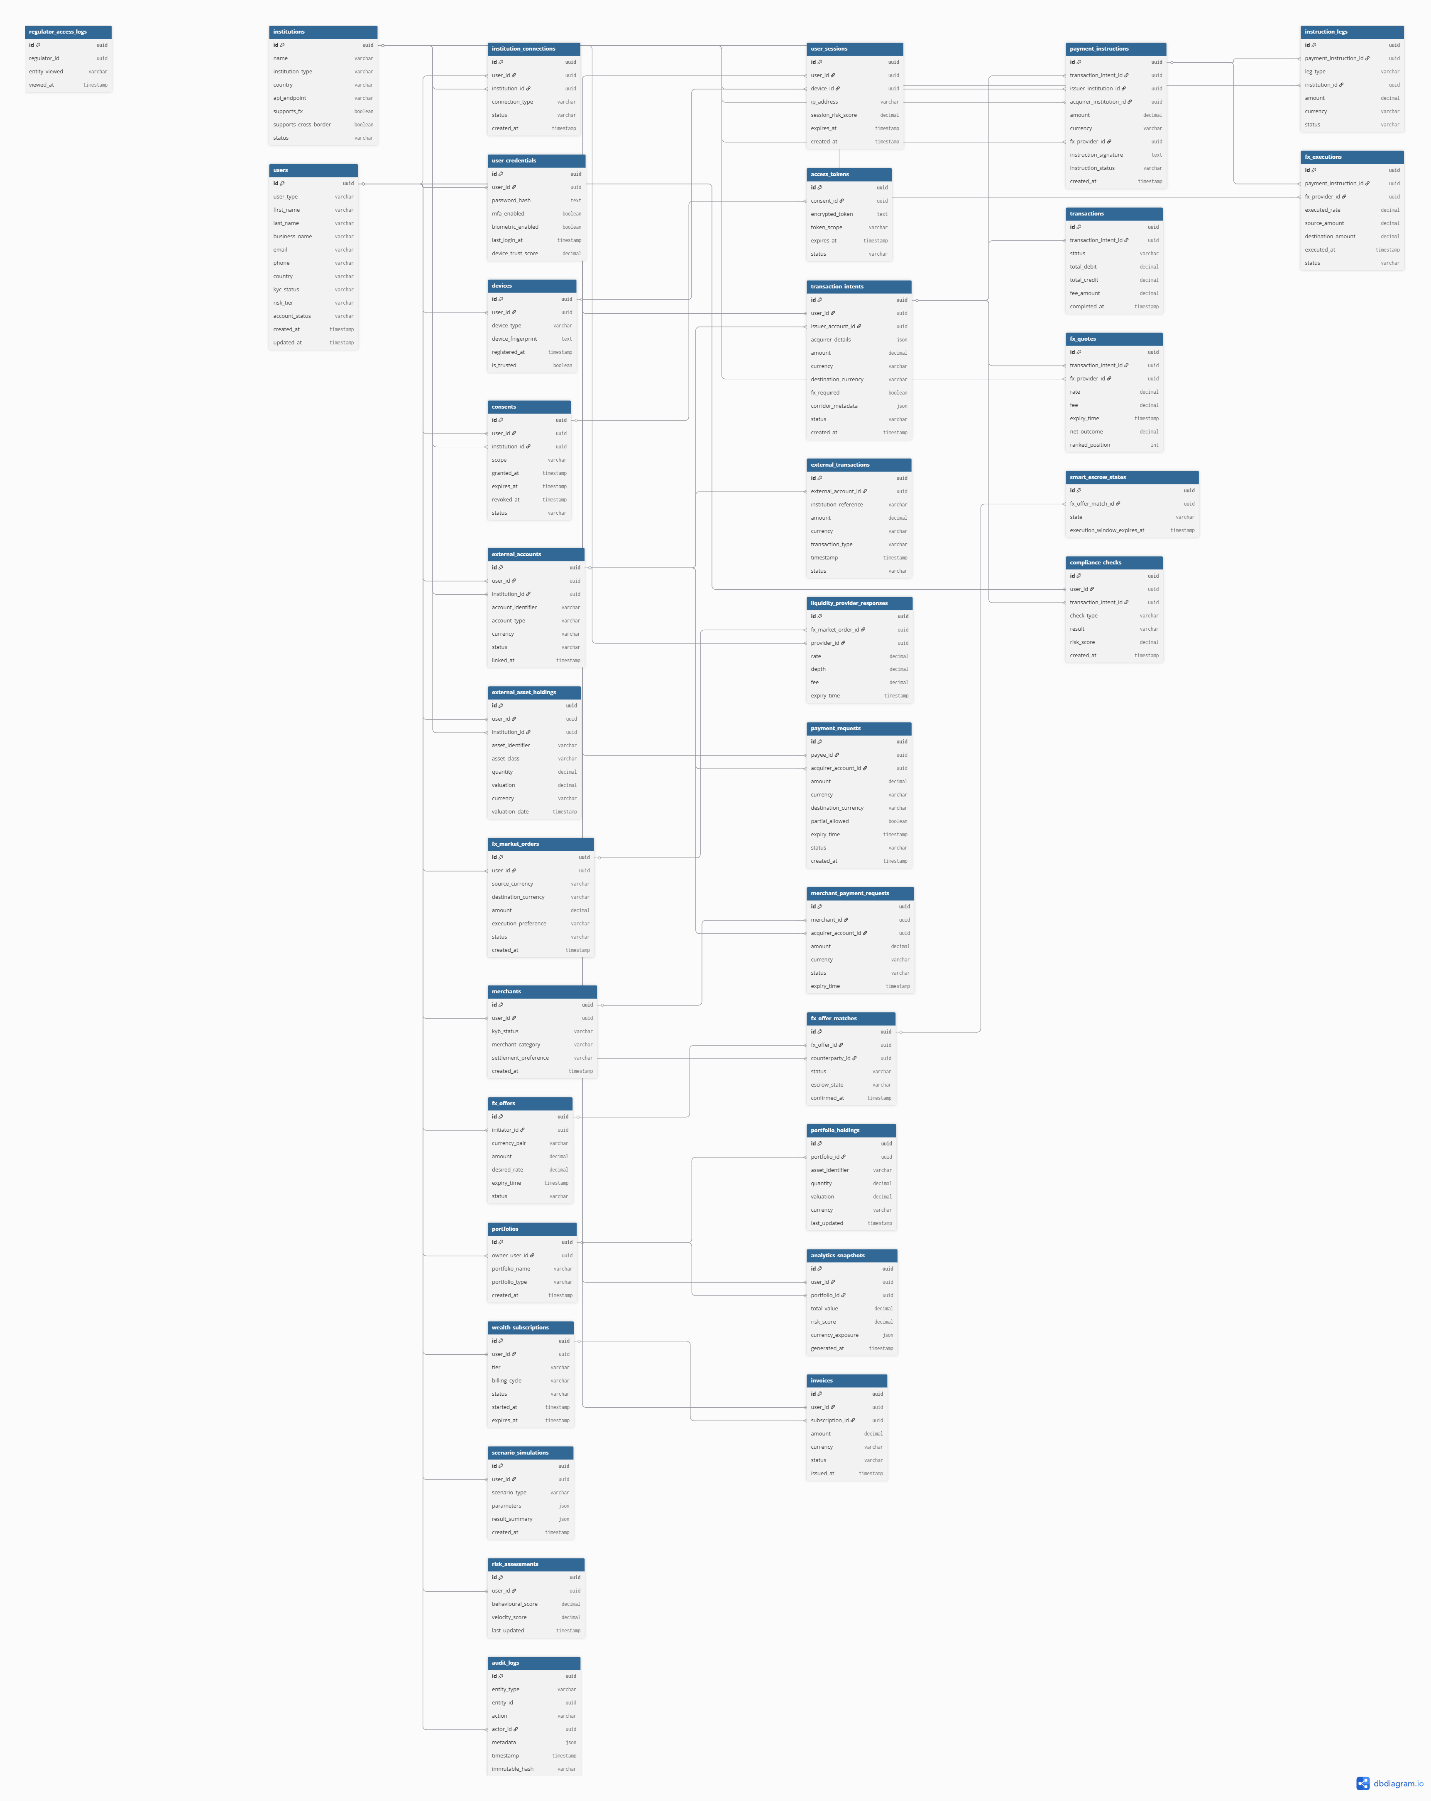 regulator_access_logs
id uuid
regulator_id uuid
entity_viewed varchar
viewed_at timestamp
institutions
id uuid
name varchar
institution_type varchar
country varchar
api_endpoint varchar
supports_fx boolean
supports_cross_border boolean
status varchar
users
id uuid
user_type varchar
first_name varchar
last_name varchar
business_name varchar
email varchar
phone varchar
country varchar
kyc_status varchar
risk_tier varchar
account_status varchar
created_at timestamp
updated_at timestamp
institution_connections
id uuid
user_id uuid
institution_id uuid
connection_type varchar
status varchar
created_at timestamp
user_credentials
id uuid
user_id uuid
password_hash text
mfa_enabled boolean
biometric_enabled boolean
last_login_at timestamp
device_trust_score decimal
devices
id uuid
user_id uuid
device_type varchar
device_fingerprint text
registered_at timestamp
is_trusted boolean
consents
id uuid
user_id uuid
institution_id uuid
scope varchar
granted_at timestamp
expires_at timestamp
revoked_at timestamp
status varchar
external_accounts
id uuid
user_id uuid
institution_id uuid
account_identifier varchar
account_type varchar
currency varchar
status varchar
linked_at timestamp
external_asset_holdings
id uuid
user_id uuid
institution_id uuid
asset_identifier varchar
asset_class varchar
quantity decimal
valuation decimal
currency varchar
valuation_date timestamp
fx_market_orders
id uuid
user_id uuid
source_currency varchar
destination_currency varchar
amount decimal
execution_preference varchar
status varchar
created_at timestamp
merchants
id uuid
user_id uuid
kyb_status varchar
merchant_category varchar
settlement_preference varchar
created_at timestamp
fx_offers
id uuid
initiator_id uuid
currency_pair varchar
amount decimal
desired_rate decimal
expiry_time timestamp
status varchar
portfolios
id uuid
owner_user_id uuid
portfolio_name varchar
portfolio_type varchar
created_at timestamp
wealth_subscriptions
id uuid
user_id uuid
tier varchar
billing_cycle varchar
status varchar
started_at timestamp
expires_at timestamp
scenario_simulations
id uuid
user_id uuid
scenario_type varchar
parameters json
result_summary json
created_at timestamp
risk_assessments
id uuid
user_id uuid
behavioural_score decimal
velocity_score decimal
last_updated timestamp
audit_logs
id uuid
entity_type varchar
entity_id uuid
action varchar
actor_id uuid
metadata json
timestamp timestamp
immutable_hash varchar
user_sessions
id uuid
user_id uuid
device_id uuid
ip_address varchar
session_risk_score decimal
expires_at timestamp
created_at timestamp
access_tokens
id uuid
consent_id uuid
encrypted_token text
token_scope varchar
expires_at timestamp
status varchar
transaction_intents
id uuid
user_id uuid
issuer_account_id uuid
acquirer_details json
amount decimal
currency varchar
destination_currency varchar
fx_required boolean
corridor_metadata json
status varchar
created_at timestamp
external_transactions
id uuid
external_account_id uuid
institution_reference varchar
amount decimal
currency varchar
transaction_type varchar
timestamp timestamp
status varchar
liquidity_provider_responses
id uuid
fx_market_order_id uuid
provider_id uuid
rate decimal
depth decimal
fee decimal
expiry_time timestamp
payment_requests
id uuid
payee_id uuid
acquirer_account_id uuid
amount decimal
currency varchar
destination_currency varchar
partial_allowed boolean
expiry_time timestamp
status varchar
created_at timestamp
merchant_payment_requests
id uuid
merchant_id uuid
acquirer_account_id uuid
amount decimal
currency varchar
status varchar
expiry_time timestamp
fx_offer_matches
id uuid
fx_offer_id uuid
counterparty_id uuid
status varchar
escrow_state varchar
confirmed_at timestamp
portfolio_holdings
id uuid
portfolio_id uuid
asset_identifier varchar
quantity decimal
valuation decimal
currency varchar
last_updated timestamp
analytics_snapshots
id uuid
user_id uuid
portfolio_id uuid
total_value decimal
risk_score decimal
currency_exposure json
generated_at timestamp
invoices
id uuid
user_id uuid
subscription_id uuid
amount decimal
currency varchar
status varchar
issued_at timestamp
payment_instructions
id uuid
transaction_intent_id uuid
issuer_institution_id uuid
acquirer_institution_id uuid
amount decimal
currency varchar
fx_provider_id uuid
instruction_signature text
instruction_status varchar
created_at timestamp
transactions
id uuid
transaction_intent_id uuid
status varchar
total_debit decimal
total_credit decimal
fee_amount decimal
completed_at timestamp
fx_quotes
id uuid
transaction_intent_id uuid
fx_provider_id uuid
rate decimal
fee decimal
expiry_time timestamp
net_outcome decimal
ranked_position int
smart_escrow_states
id uuid
fx_offer_match_id uuid
state varchar
execution_window_expires_at timestamp
compliance_checks
id uuid
user_id uuid
transaction_intent_id uuid
check_type varchar
result varchar
risk_score decimal
created_at timestamp
instruction_legs
id uuid
payment_instruction_id uuid
leg_type varchar
institution_id uuid
amount decimal
currency varchar
status varchar
fx_executions
id uuid
payment_instruction_id uuid
fx_provider_id uuid
executed_rate decimal
source_amount decimal
destination_amount decimal
executed_at timestamp
status varchar
dbdiagram.io